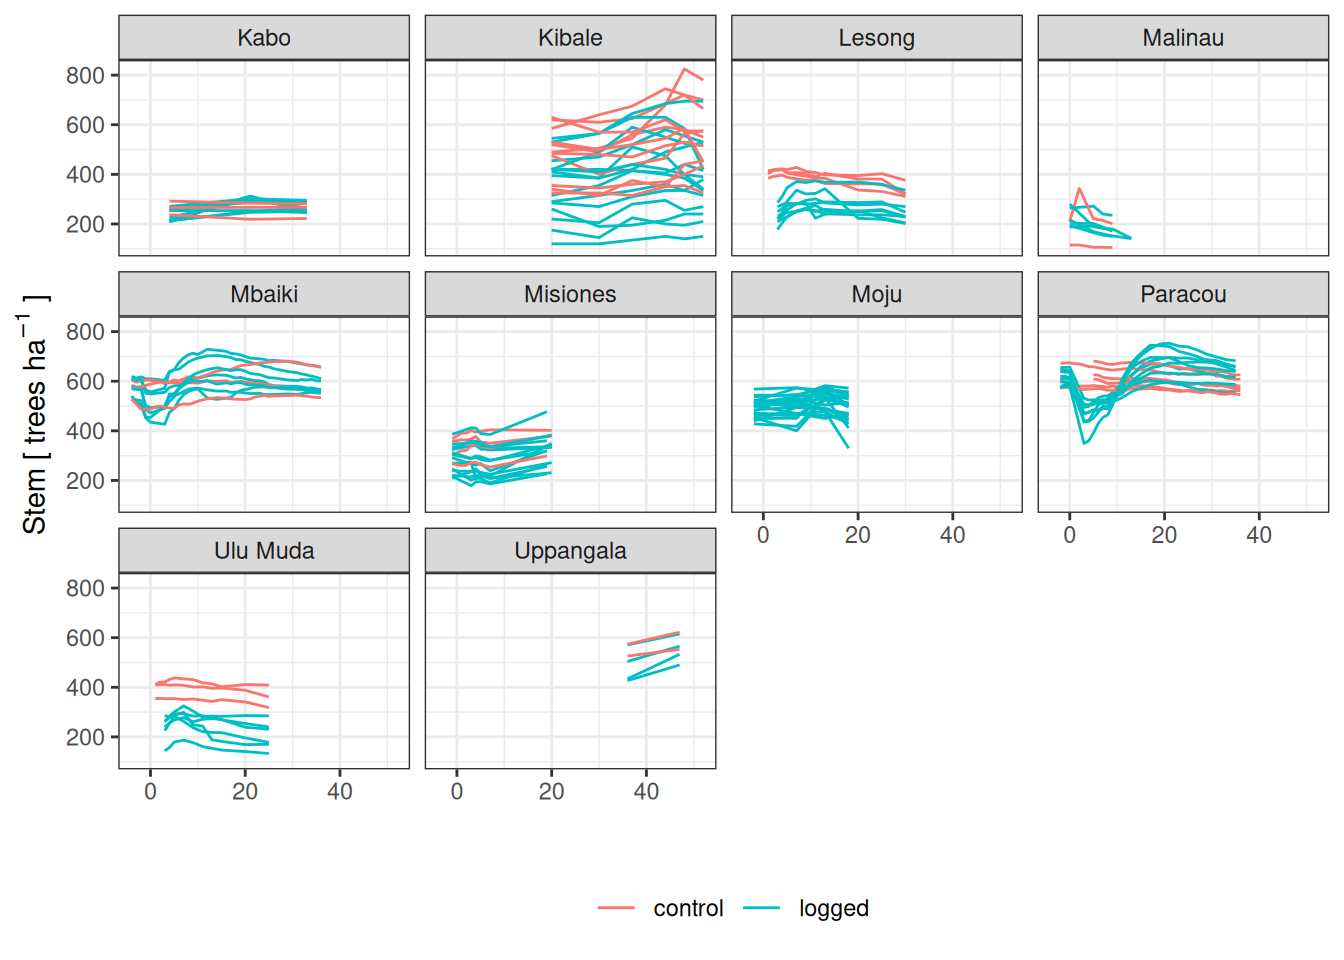 Kabo Kibale Lesong Malinau
800
600
400
200
Mbaiki Misiones Moju Paracou
800
600
400
200
0 20 40 0 20 40
Ulu Muda Uppangala
800
600
400
200
0 20 40 0 20 40
Stem [ trees ha⁻¹ ]
control logged